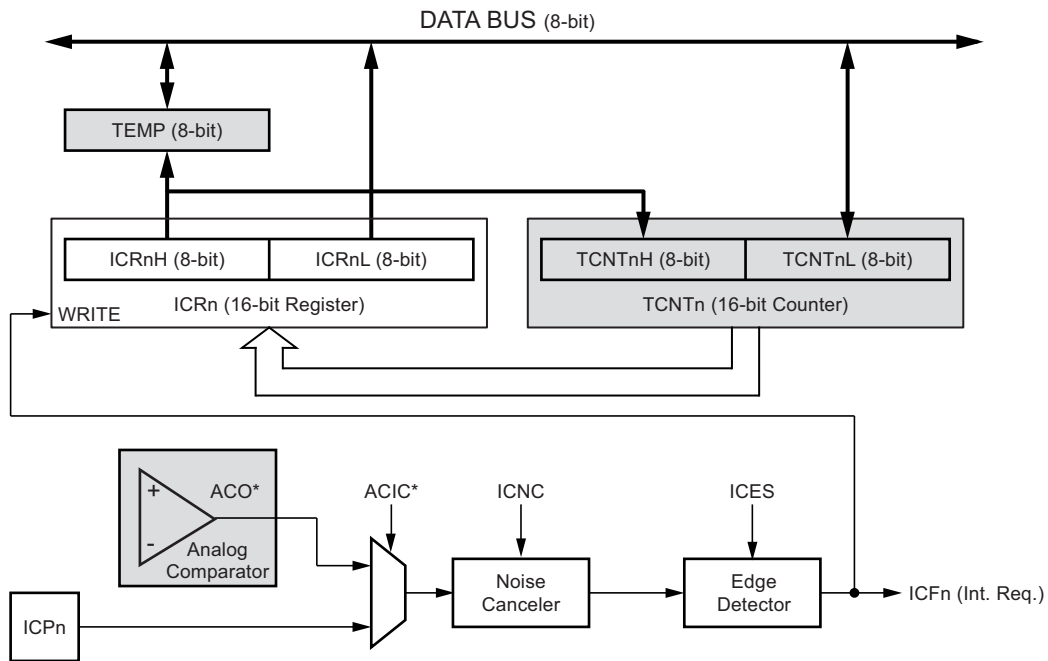 DATA BUS (8-bit)
TEMP (8-bit)
ICRnH (8-bit)
ICRnL (8-bit)
TCNTnH (8-bit)
TCNTnL (8-bit)
WRITE
ICRn (16-bit Register)
TCNTn (16-bit Counter)
+
-
ACO*
Analog
Comparator
ACIC*
ICNC
ICES
Noise
Canceler
Edge
Detector
ICFn (Int. Req.)
ICPn